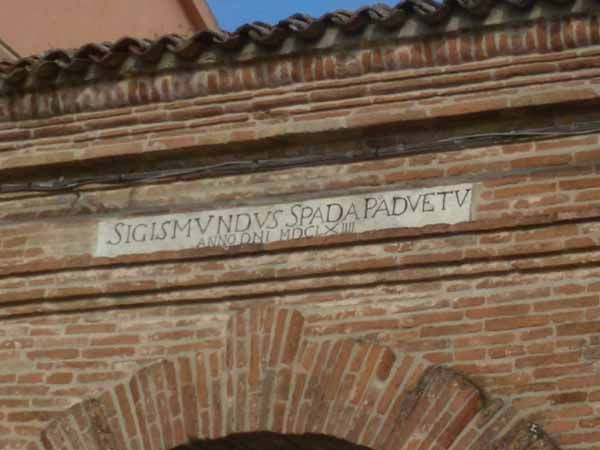 SIGISMVNDVS SPADA PADVETV
ANNO DNI MDCLXIIII